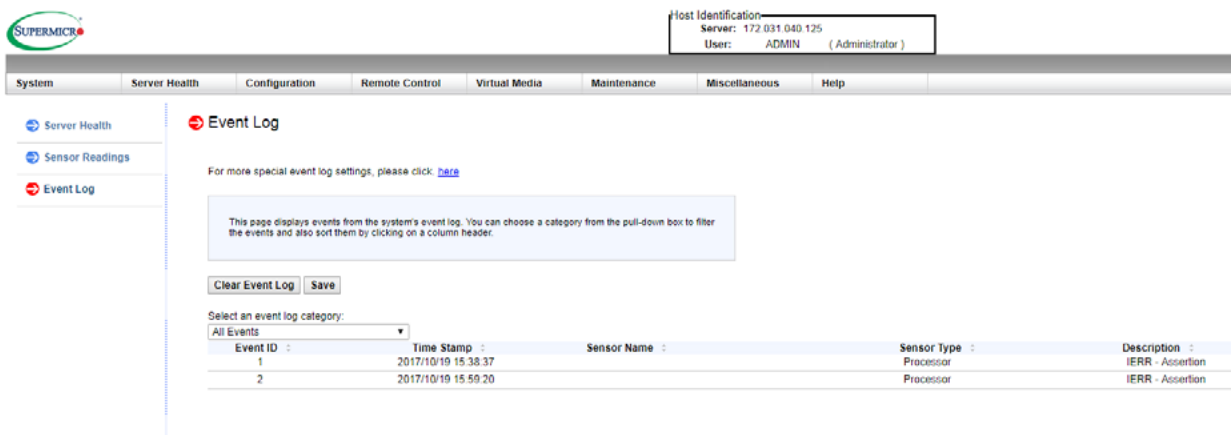 SUPERMICRO
Host Identification
Server: 172.031.040.125
User: ADMIN ( Administrator )
System Server Health Configuration Remote Control Virtual Media Maintenance Miscellaneous Help
Server Health
Sensor Readings
Event Log
Event Log
For more special event log settings, please click. here
This page displays events from the system's event log. You can choose a category from the pull-down box to filter
the events and also sort them by clicking on a column header.
Clear Event Log Save
Select an event log category:
All Events
Event ID Time Stamp Sensor Name Sensor Type Description
1 2017/10/19 15:38:37 Processor IERR - Assertion
2 2017/10/19 15:59:20 Processor IERR - Assertion